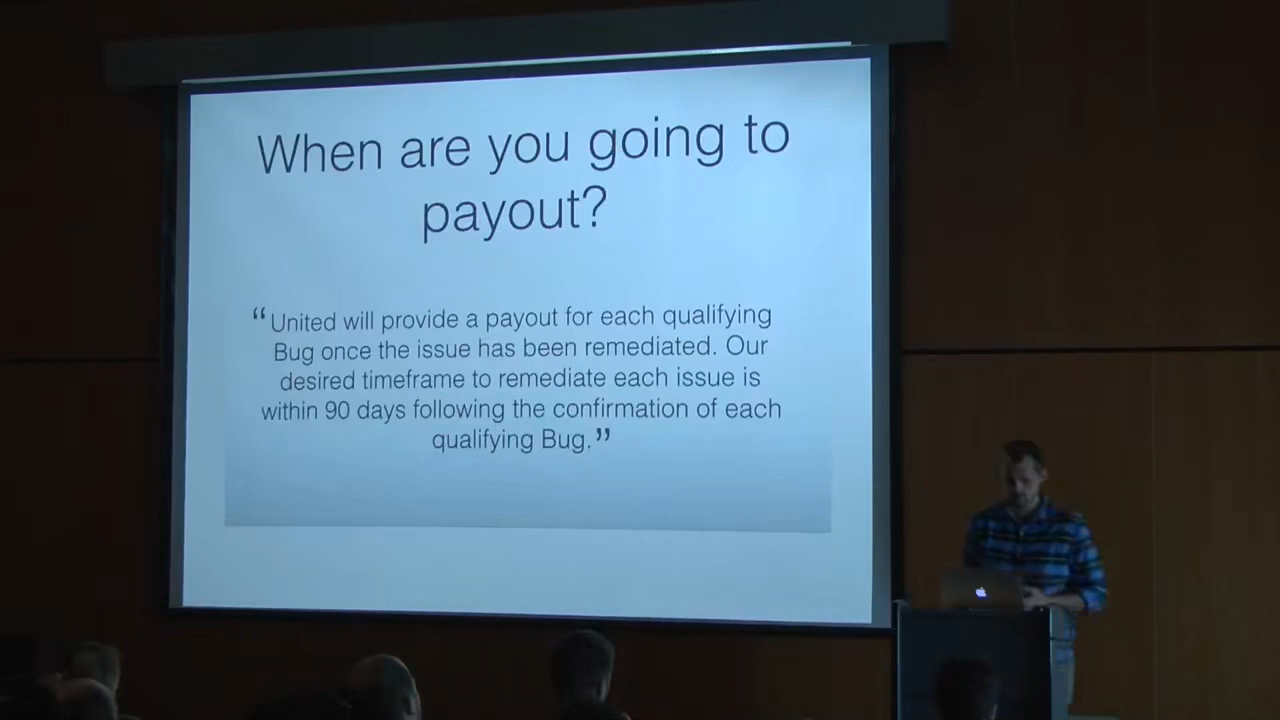 When are you going to
payout?
“United will provide a payout for each qualifying
Bug once the issue has been remediated. Our
desired timeframe to remediate each issue is
within 90 days following the confirmation of each
qualifying Bug.”